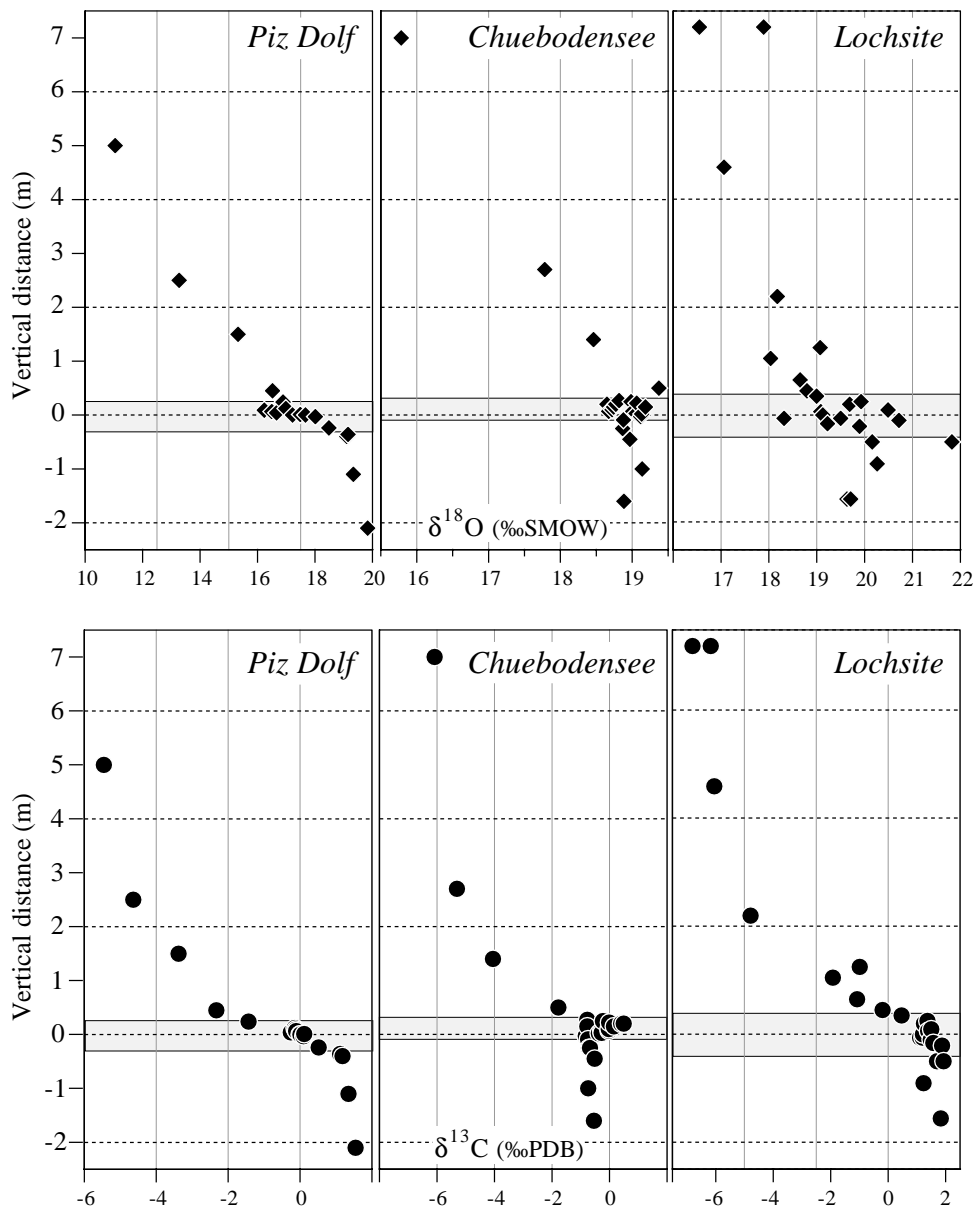 Piz Dolf Chuebodensee Lochsite
7
6
5
4
3
2
1
0
-1
-2
Vertical distance (m)
δ18O (‰SMOW)
10 12 14 16 18 20 16 17 18 19 17 18 19 20 21 22
Piz Dolf Chuebodensee Lochsite
7
6
5
4
3
2
1
0
-1
-2
Vertical distance (m)
δ13C (‰PDB)
-6 -4 -2 0 -6 -4 -2 0 -6 -4 -2 0 2